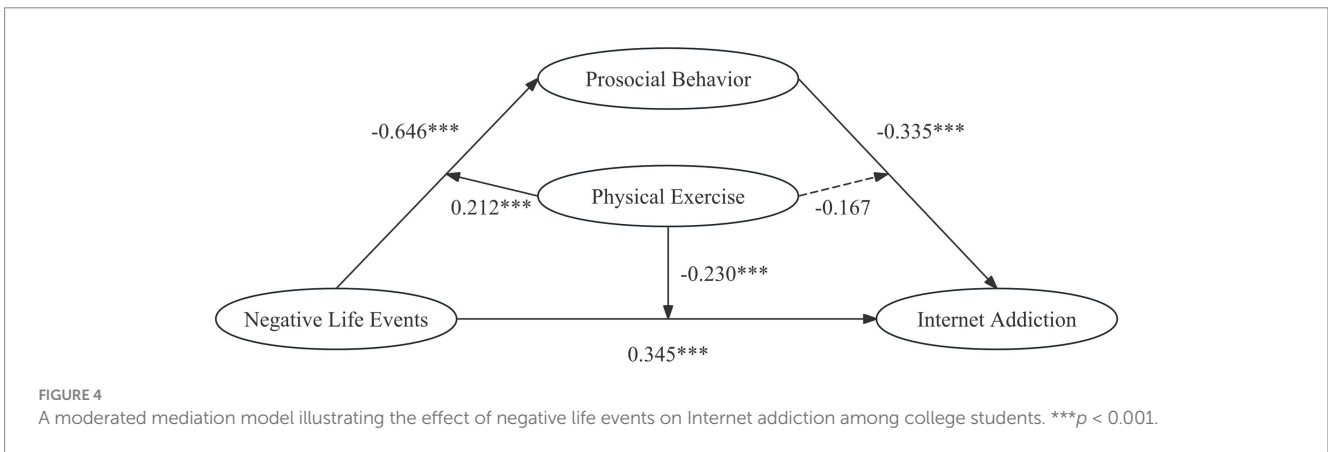 Prosocial Behavior
-0.646***
-0.335***
Physical Exercise
0.212***
-0.167
-0.230***
Negative Life Events
Internet Addiction
0.345***
FIGURE 4
A moderated mediation model illustrating the effect of negative life events on Internet addiction among college students. ***p < 0.001.